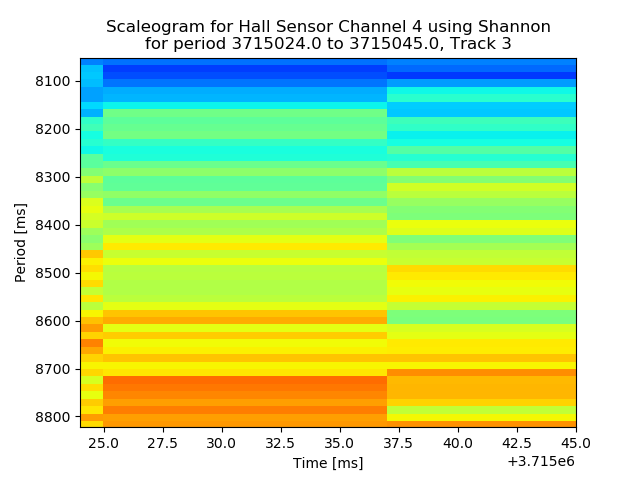 Scaleogram for Hall Sensor Channel 4 using Shannon
for period 3715024.0 to 3715045.0, Track 3
Period [ms]
8100
8200
8300
8400
8500
8600
8700
8800
25.0 27.5 30.0 32.5 35.0 37.5 40.0 42.5 45.0
Time [ms]
+3.715e6